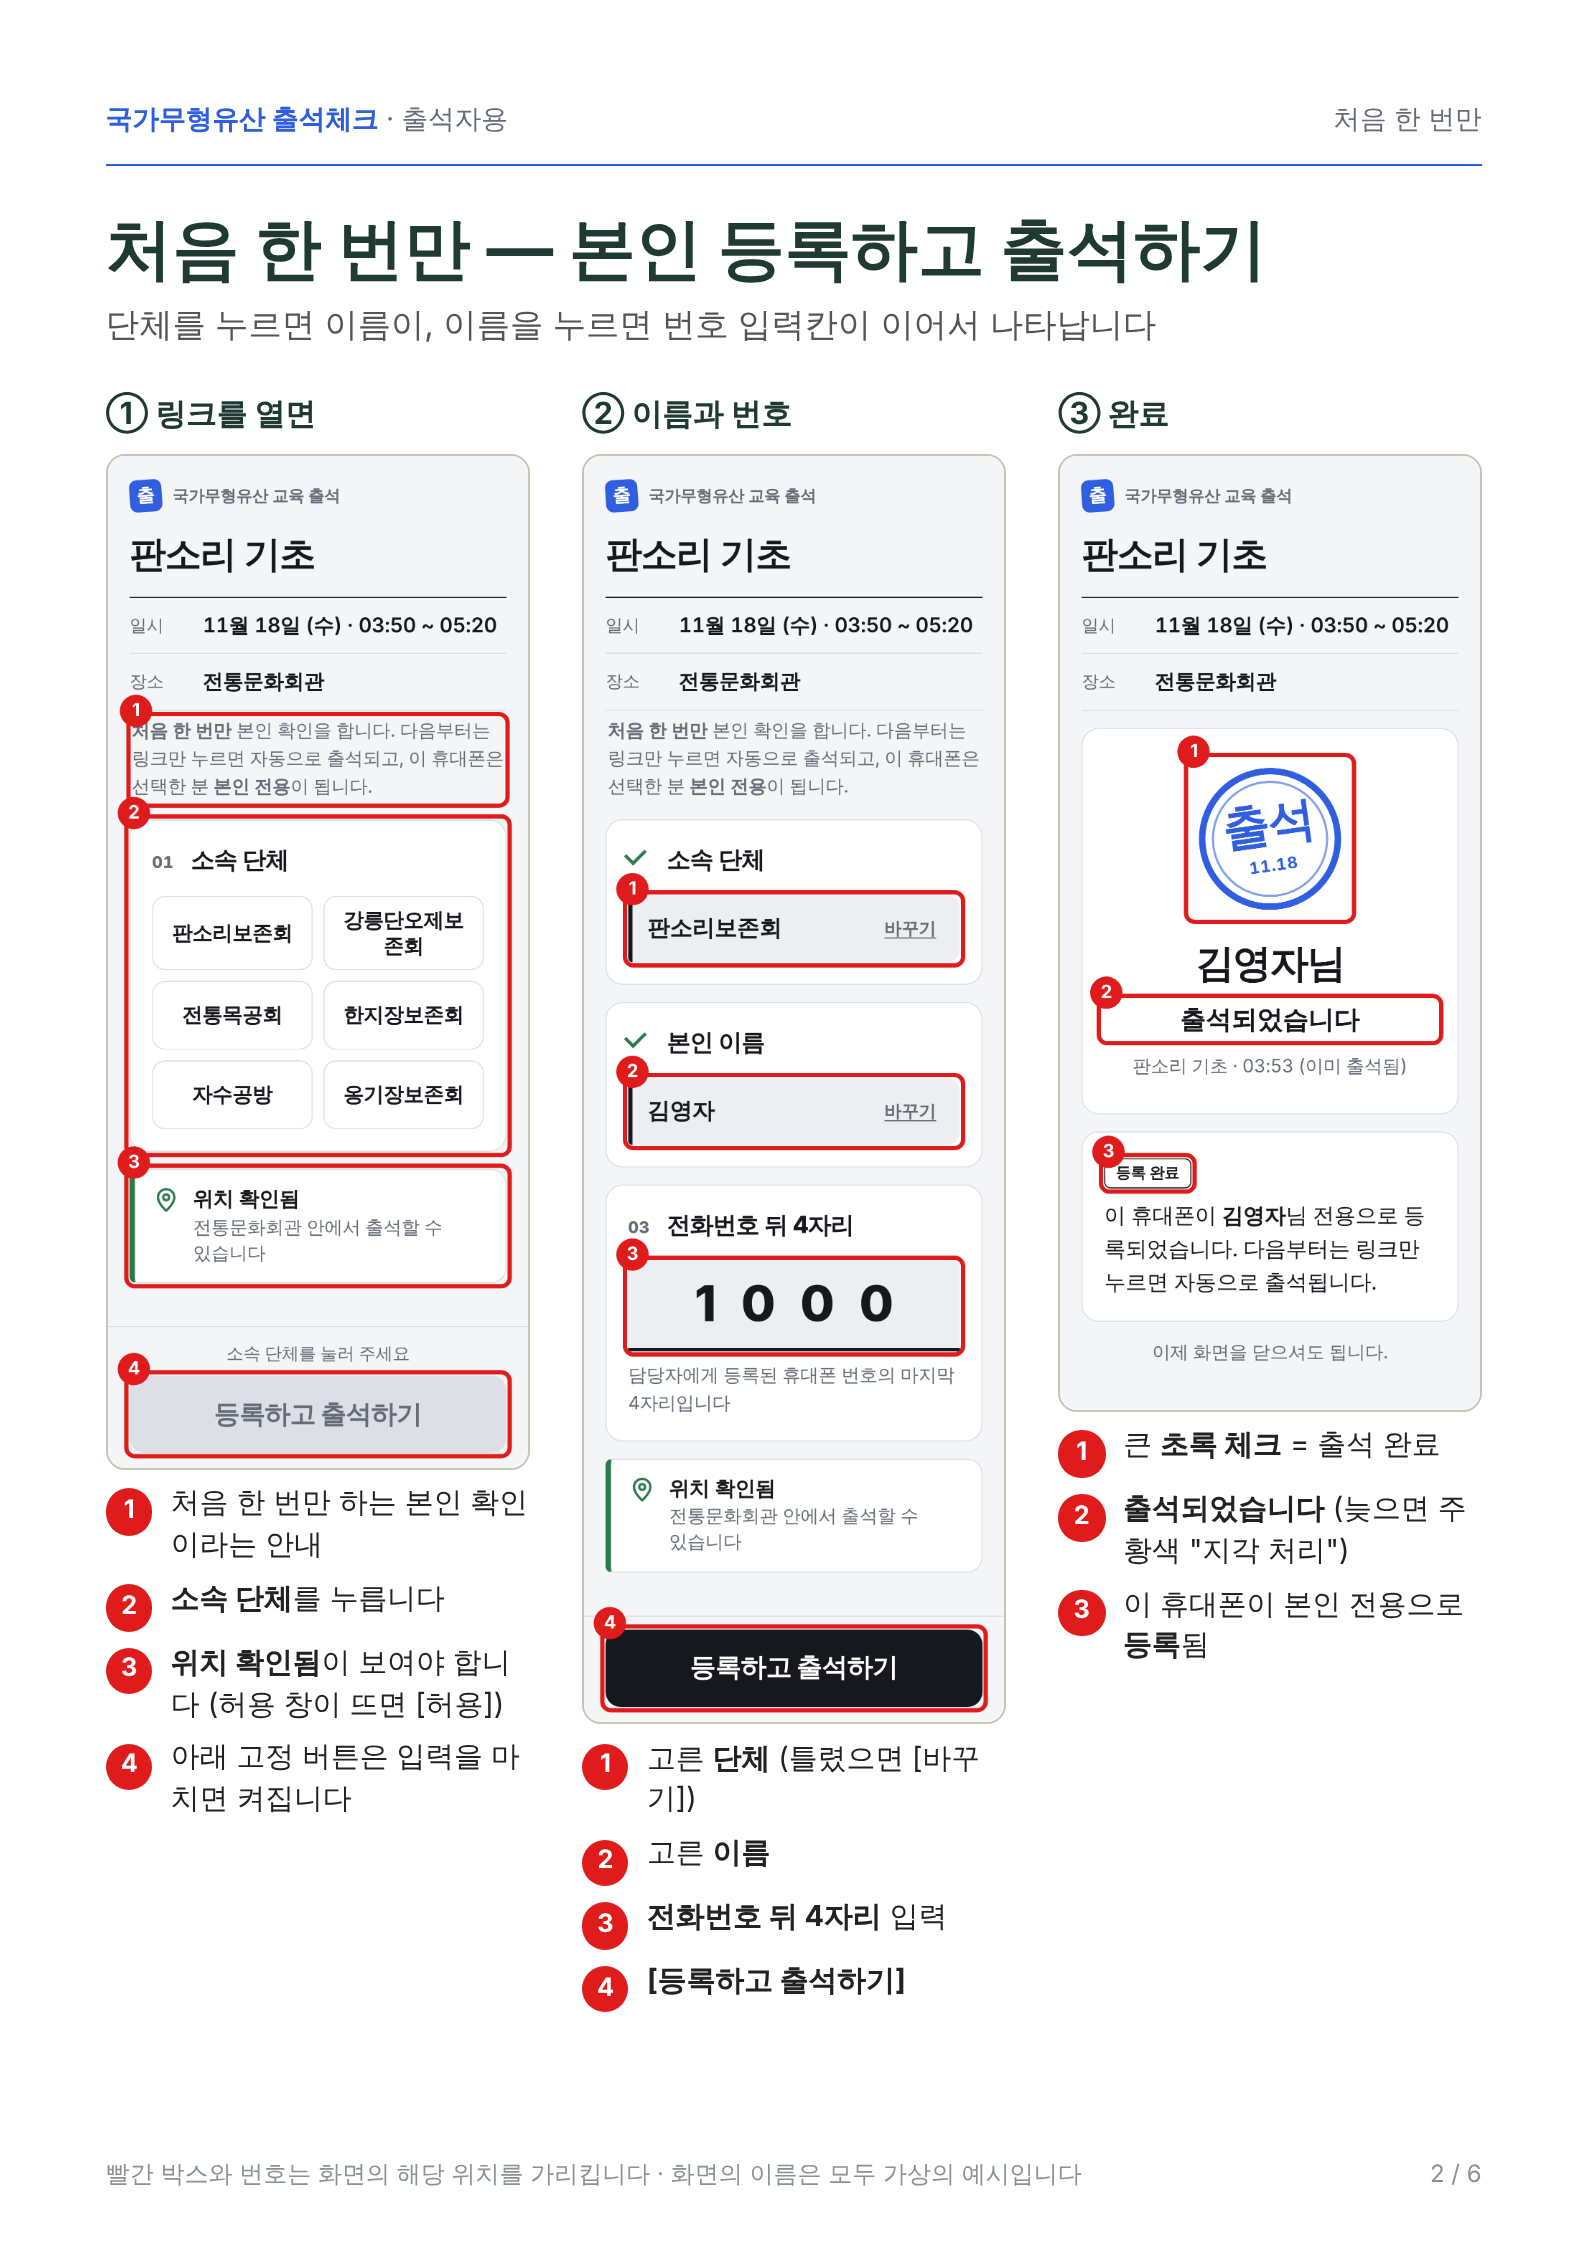 국가무형유산 출석체크 · 출석자용
처음 한 번만
처음 한 번만 — 본인 등록하고 출석하기
단체를 누르면 이름이, 이름을 누르면 번호 입력칸이 이어서 나타납니다
① 링크를 열면
출 국가무형유산 교육 출석
판소리 기초
일시 11월 18일 (수) · 03:50 ~ 05:20
장소 전통문화회관
1
처음 한 번만 본인 확인을 합니다. 다음부터는
링크만 누르면 자동으로 출석되고, 이 휴대폰은
선택한 분 본인 전용이 됩니다.
2
01 소속 단체
판소리보존회
강릉단오제보
존회
전통목공회
한지장보존회
자수공방
옹기장보존회
3
위치 확인됨
전통문화회관 안에서 출석할 수
있습니다
소속 단체를 눌러 주세요
4
등록하고 출석하기
1 처음 한 번만 하는 본인 확인
이라는 안내
2 소속 단체를 누릅니다
3 위치 확인됨이 보여야 합니
다 (허용 창이 뜨면 [허용])
4 아래 고정 버튼은 입력을 마
치면 켜집니다
② 이름과 번호
출 국가무형유산 교육 출석
판소리 기초
일시 11월 18일 (수) · 03:50 ~ 05:20
장소 전통문화회관
처음 한 번만 본인 확인을 합니다. 다음부터는
링크만 누르면 자동으로 출석되고, 이 휴대폰은
선택한 분 본인 전용이 됩니다.
소속 단체
1
판소리보존회 바꾸기
본인 이름
2
김영자 바꾸기
03 전화번호 뒤 4자리
3
1 0 0 0
담당자에게 등록된 휴대폰 번호의 마지막
4자리입니다
위치 확인됨
전통문화회관 안에서 출석할 수
있습니다
4
등록하고 출석하기
1 고른 단체 (틀렸으면 [바꾸
기])
2 고른 이름
3 전화번호 뒤 4자리 입력
4 [등록하고 출석하기]
③ 완료
출 국가무형유산 교육 출석
판소리 기초
일시 11월 18일 (수) · 03:50 ~ 05:20
장소 전통문화회관
1
출석
11.18
김영자님
2
출석되었습니다
판소리 기초 · 03:53 (이미 출석됨)
3
등록 완료
이 휴대폰이 김영자님 전용으로 등
록되었습니다. 다음부터는 링크만
누르면 자동으로 출석됩니다.
이제 화면을 닫으셔도 됩니다.
1 큰 초록 체크 = 출석 완료
2 출석되었습니다 (늦으면 주
황색 "지각 처리")
3 이 휴대폰이 본인 전용으로
등록됨
빨간 박스와 번호는 화면의 해당 위치를 가리킵니다 · 화면의 이름은 모두 가상의 예시입니다
2 / 6